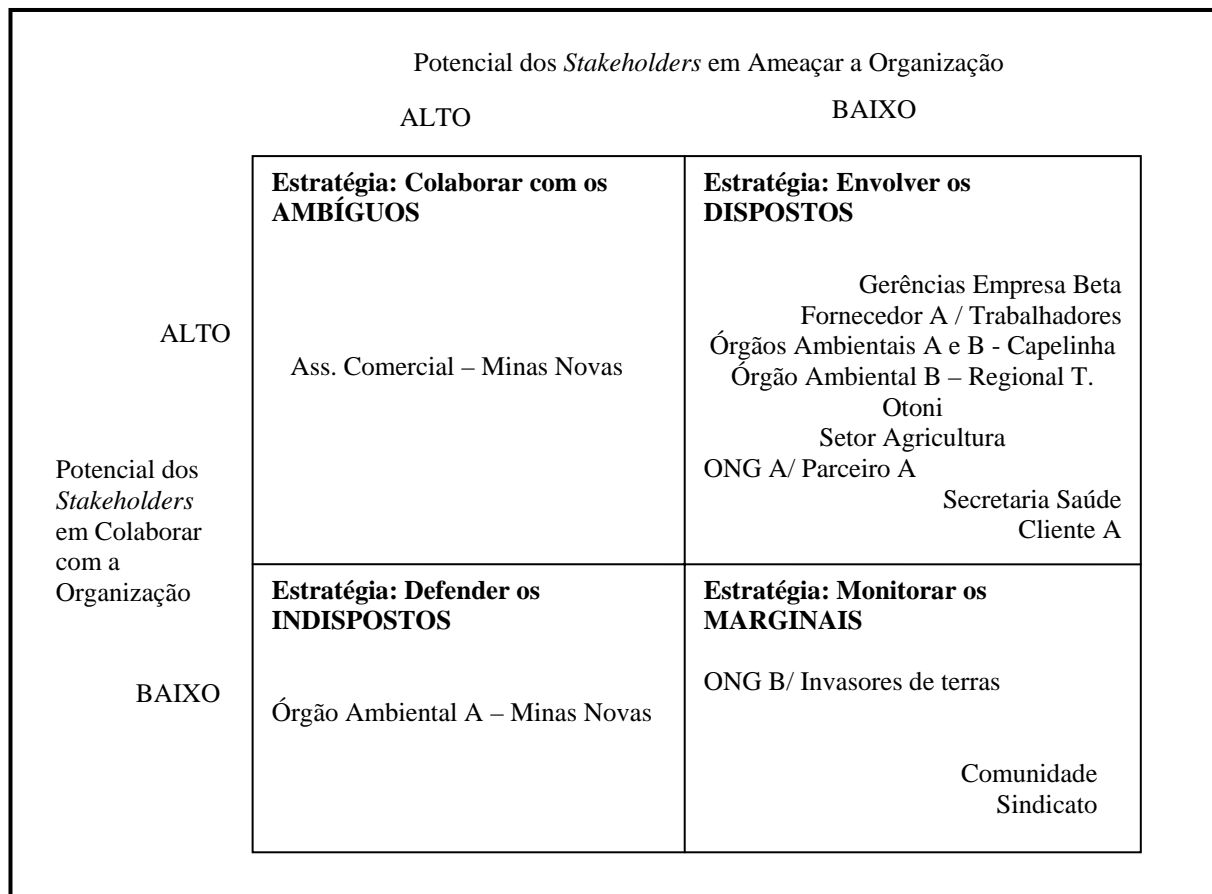 Potencial dos Stakeholders em Ameaçar a Organização
ALTO
BAIXO
Estratégia: Colaborar com os
AMBÍGUOS
Ass. Comercial – Minas Novas
Estratégia: Envolver os
DISPOSTOS
Gerências Empresa Beta
Fornecedor A / Trabalhadores
Órgãos Ambientais A e B - Capelinha
Órgão Ambiental B – Regional T.
Otoni
Setor Agricultura
ONG A/ Parceiro A
Secretaria Saúde
Cliente A
ALTO
Potencial dos
Stakeholders
em Colaborar
com a
Organização
BAIXO
Estratégia: Defender os
INDISPOSTOS
Órgão Ambiental A – Minas Novas
Estratégia: Monitorar os
MARGINAIS
ONG B/ Invasores de terras
Comunidade
Sindicato